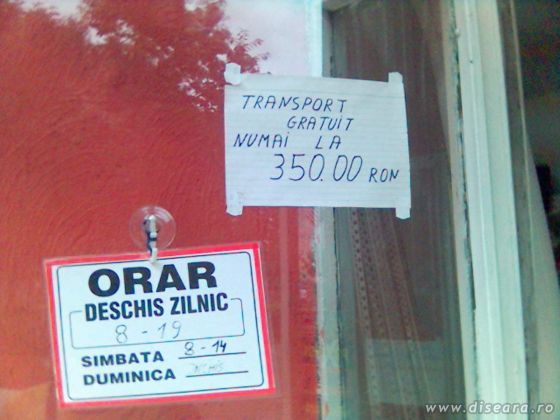 TRANSPORT
GRATUIT
NUMAI LA
350.00 RON
ORAR
DESCHIS ZILNIC
8 - 19
SIMBATA 8-14
DUMINICA
www.diseara.ro